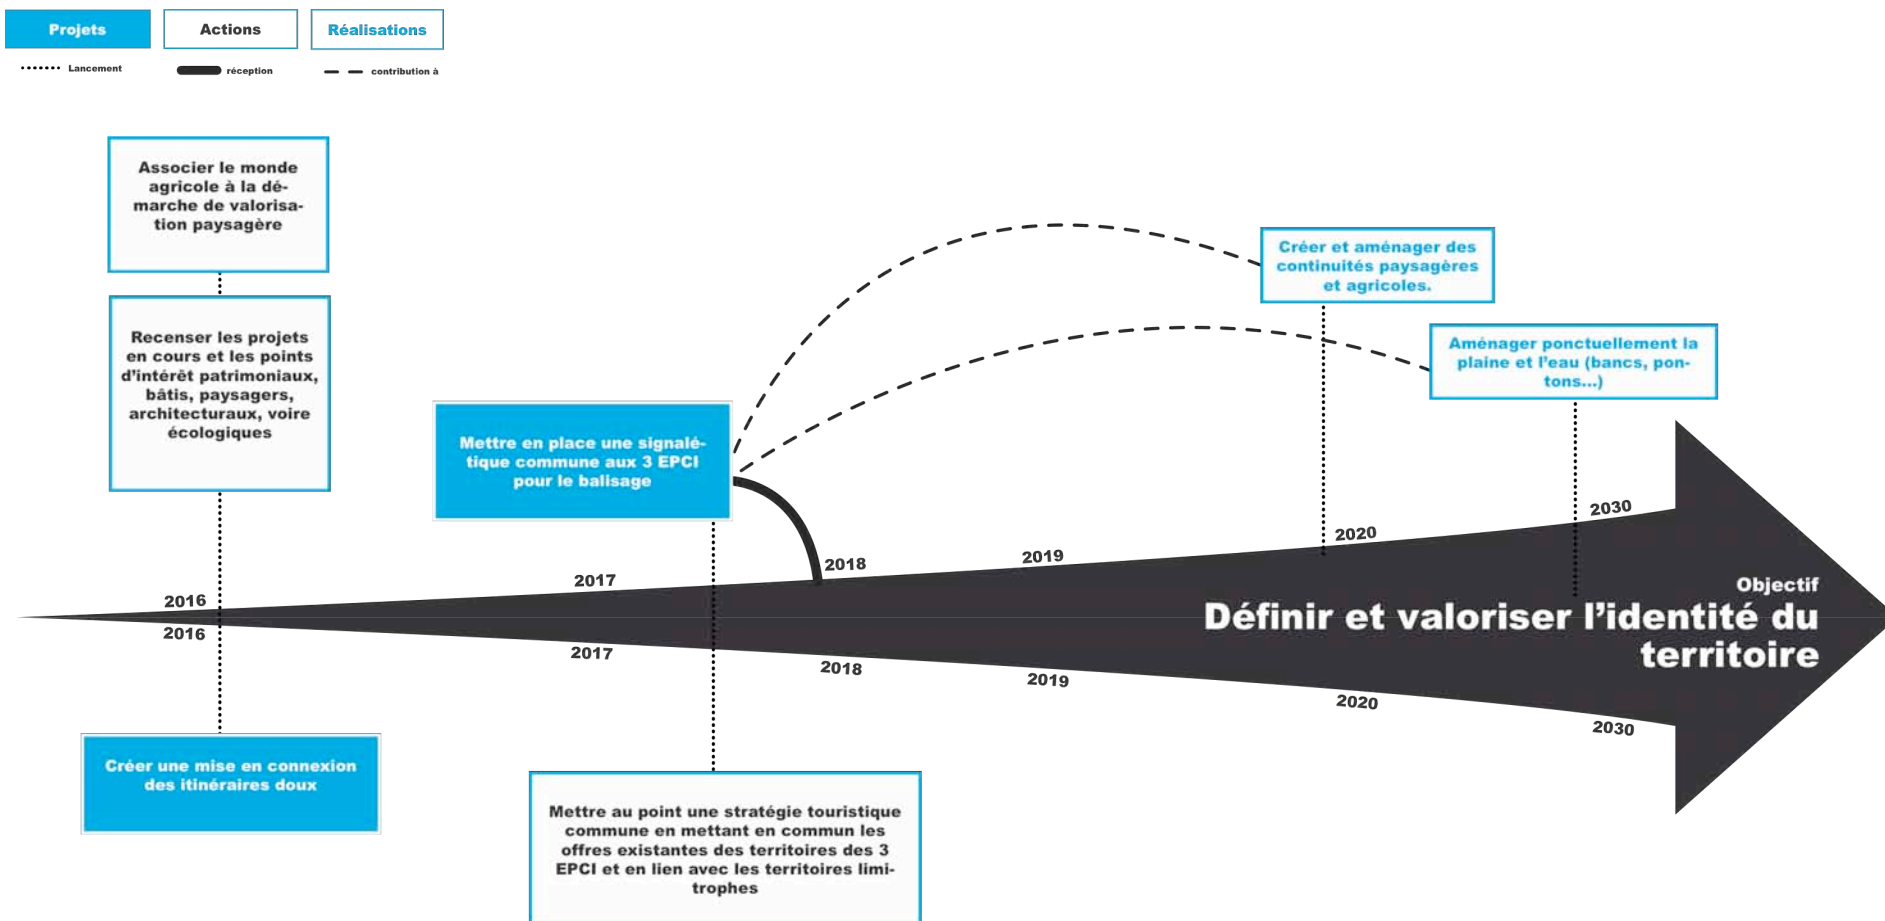 Projets
Actions
Réalisations
Lancement
réception
contribution à
Associer le monde
agricole à la dé-
marche de valorisa-
tion paysagère
Recenser les projets
en cours et les points
d'intérêt patrimoniaux,
bâtis, paysagers,
architecturaux, voire
écologiques
Mettre en place une signalé-
tique commune aux 3 EPCI
pour le balisage
Créer et aménager des
continuités paysagères
et agricoles.
Aménager ponctuellement la
plaine et l'eau (bancs, pon-
tons...)
2016
2017
2018
2019
2020
2030
Objectif
Définir et valoriser l'identité du
territoire
2016
2017
2018
2019
2020
2030
Créer une mise en connexion
des itinéraires doux
Mettre au point une stratégie touristique
commune en mettant en commun les
offres existantes des territoires des 3
EPCI et en lien avec les territoires limi-
trophes